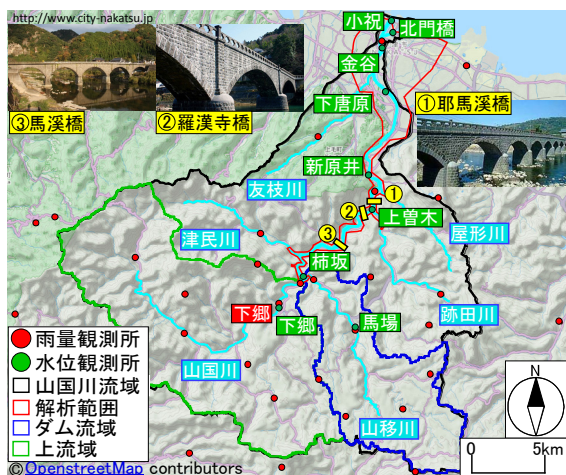 http://www.city-nakatsu.jp
小祝
北門橋
金谷
③馬溪橋
②羅漢寺橋
下唐原
①耶馬溪橋
上毛町
新原井
友枝川
①
②
上曽木
③
津民川
屋形川
柿坂
下郷
下郷
馬場
跡田川
山国川
山移川
雨量観測所
水位観測所
山国川流域
解析範囲
ダム流域
上流域
N
0 5km
© OpenstreetMap contributors